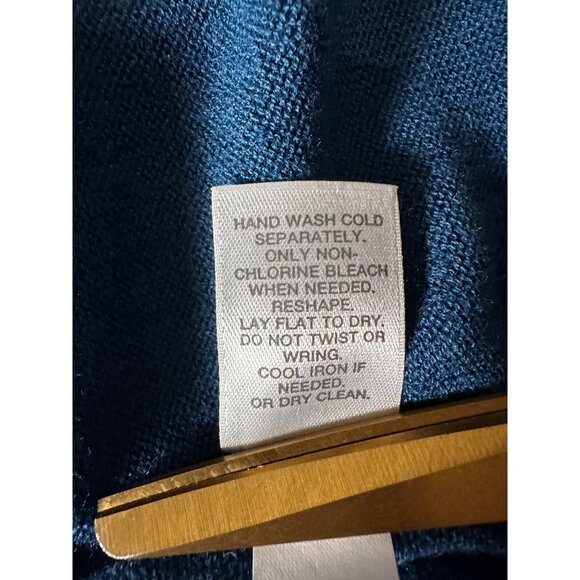 HAND WASH COLD
SEPARATELY.
ONLY NON-
CHLORINE BLEACH
WHEN NEEDED.
RESHAPE
LAY FLAT TO DRY.
DO NOT TWIST OR
WRING.
COOL IRON IF
NEEDED.
OR DRY CLEAN.